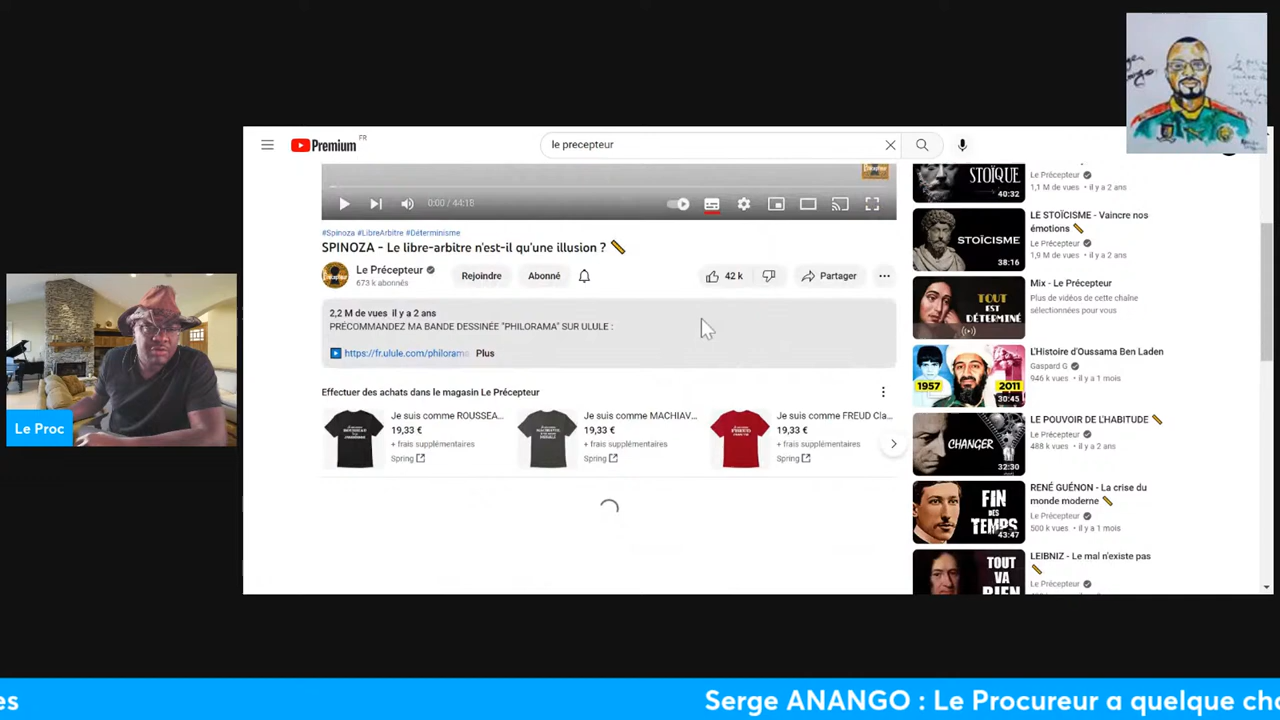 Premium FR
le precepteur
0:00 / 44:18
#Spinoza #LibreArbitre #Déterminisme
SPINOZA - Le libre-arbitre n'est-il qu'une illusion ?
Le Précepteur
673 k abonnés
Rejoindre
Abonné
42 k
Partager
2,2 M de vues il y a 2 ans
PRÉCOMMANDEZ MA BANDE DESSINÉE "PHILORAMA" SUR ULULE :
https://fr.ulule.com/philorama Plus
Effectuer des achats dans le magasin Le Précepteur
Je suis comme ROUSSEA...
19,33 €
+ frais supplémentaires
Spring
Je suis comme MACHIAV...
19,33 €
+ frais supplémentaires
Spring
Je suis comme FREUD Cla...
19,33 €
+ frais supplémentaires
Spring
STOÏQUE
40:32
Le Précepteur
1,1 M de vues • il y a 2 ans
STOÏCISME
38:16
LE STOÏCISME - Vaincre nos
émotions
Le Précepteur
1,9 M de vues • il y a 2 ans
TOUT
EST
DÉTERMINÉ
Mix - Le Précepteur
Plus de vidéos de cette chaîne
sélectionnées pour vous
1957
2011
30:45
L'Histoire d'Oussama Ben Laden
Gaspard G
946 k vues • il y a 1 mois
CHANGER
32:30
LE POUVOIR DE L'HABITUDE
Le Précepteur
488 k vues • il y a 2 ans
FIN
DES
TEMPS
43:47
RENÉ GUÉNON - La crise du
monde moderne
Le Précepteur
500 k vues • il y a 1 mois
TOUT
VA
BIEN
LEIBNIZ - Le mal n'existe pas
Le Précepteur
Le Proc
es
Serge ANANGO : Le Procureur a quelque cho